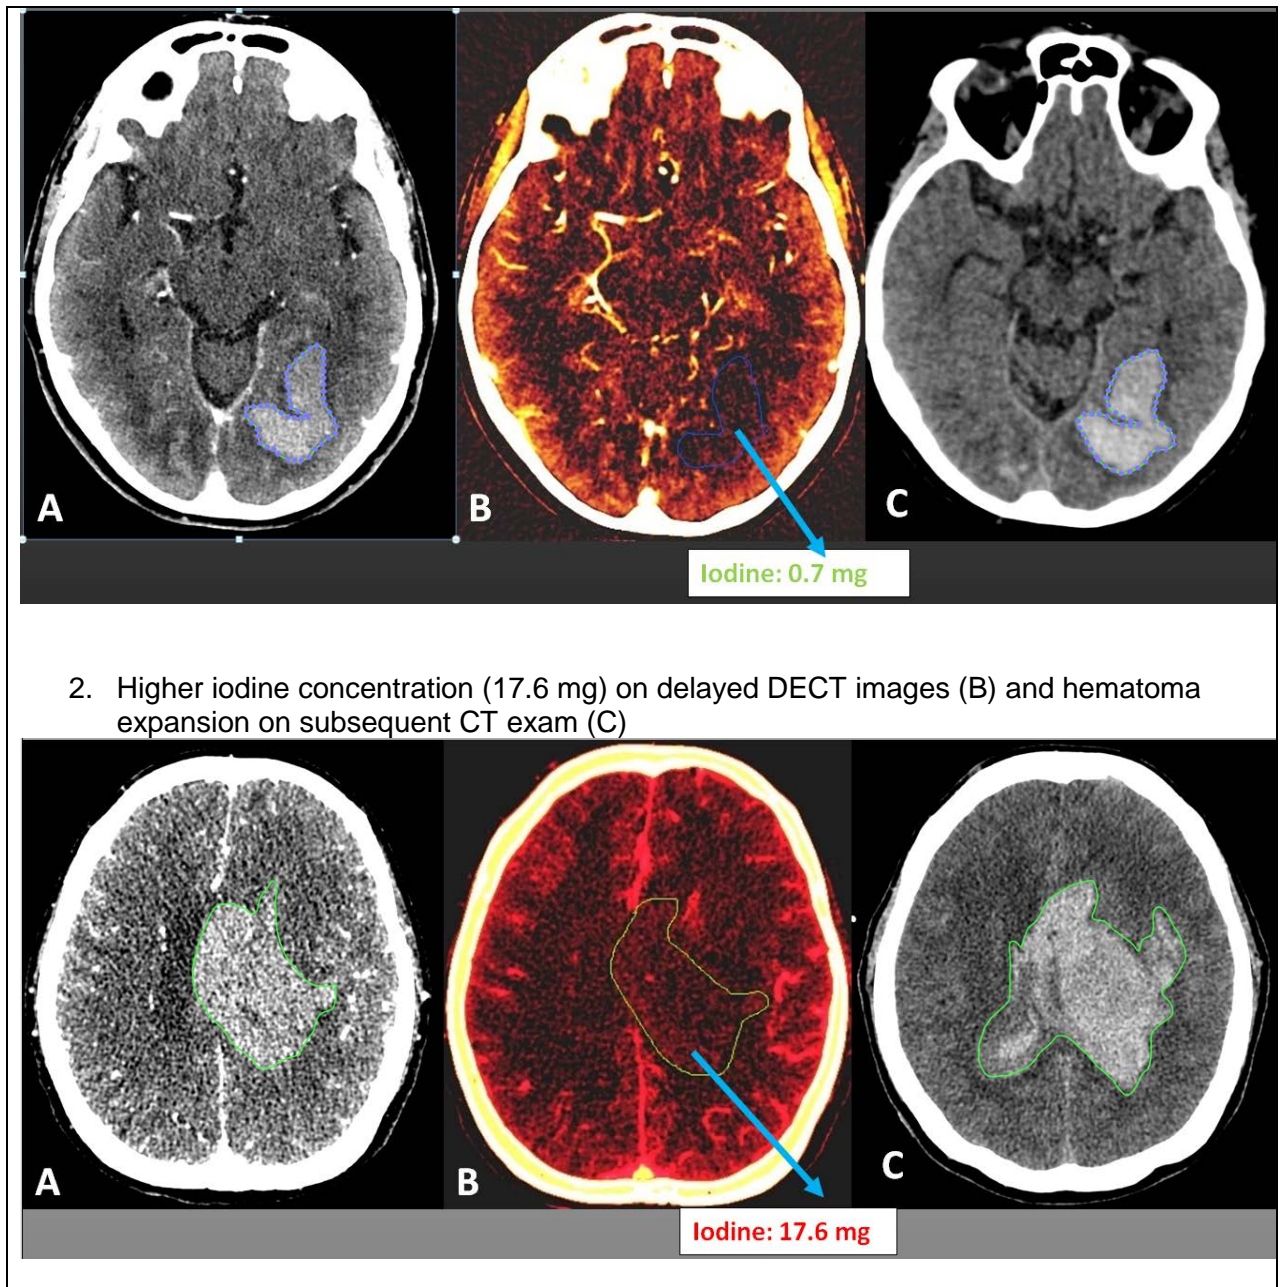 A
B
C
Iodine: 0.7 mg
2. Higher iodine concentration (17.6 mg) on delayed DECT images (B) and hematoma
expansion on subsequent CT exam (C)
A
B
C
Iodine: 17.6 mg